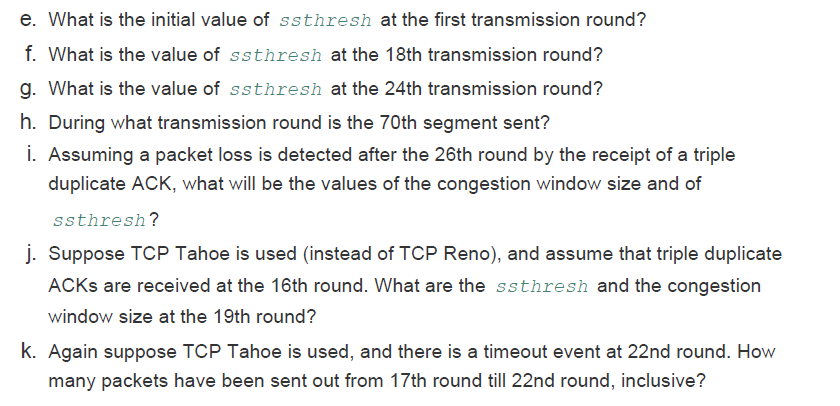 e. What is the initial value of ssthresh at the first transmission round?
f. What is the value of ssthresh at the 18th transmission round?
g. What is the value of ssthresh at the 24th transmission round?
h. During what transmission round is the 70th segment sent?
i. Assuming a packet loss is detected after the 26th round by the receipt of a triple
duplicate ACK, what will be the values of the congestion window size and of
ssthresh?
j. Suppose TCP Tahoe is used (instead of TCP Reno), and assume that triple duplicate
ACKs are received at the 16th round. What are the ssthresh and the congestion
window size at the 19th round?
k. Again suppose TCP Tahoe is used, and there is a timeout event at 22nd round. How
many packets have been sent out from 17th round till 22nd round, inclusive?